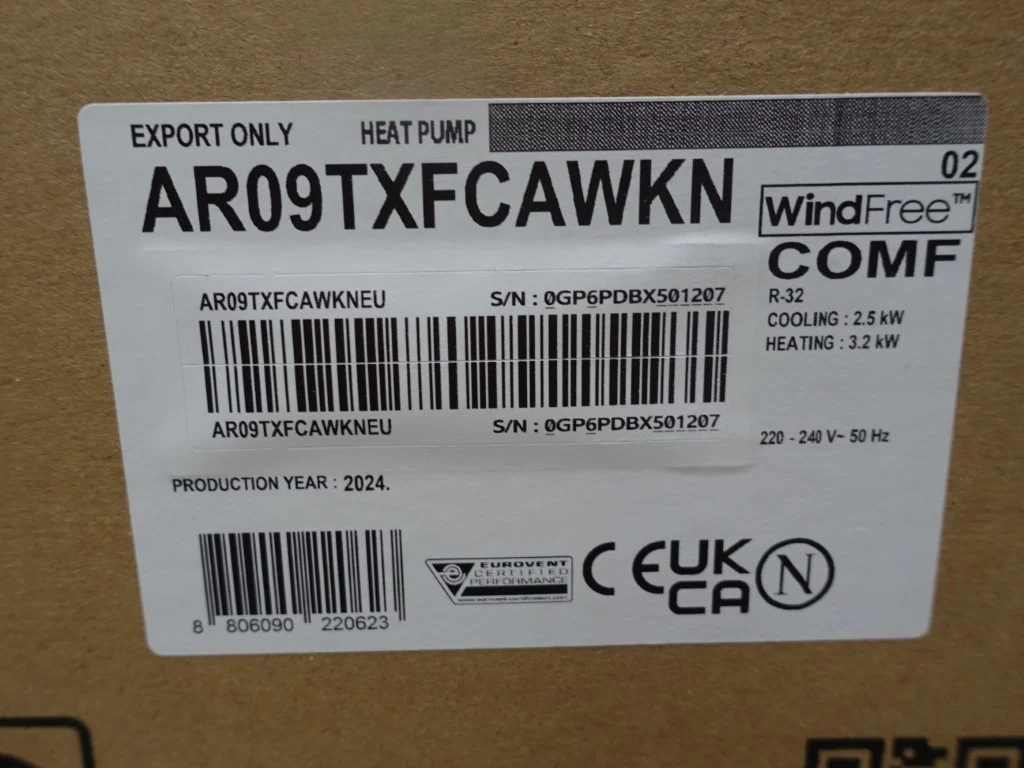 EXPORT ONLY HEAT PUMP
02
AR09TXFCAWKN
WindFree™
COMF
AR09TXFCAWKNEU S/N : 0GP6PDBX501207
R-32
COOLING : 2.5 kW
HEATING : 3.2 kW
AR09TXFCAWKNEU S/N : 0GP6PDBX501207
220 - 240 V~ 50 Hz
PRODUCTION YEAR : 2024.
EUROVENT
CERTIFIED
PERFORMANCE
CE UK
CA
N
8 806090 220623